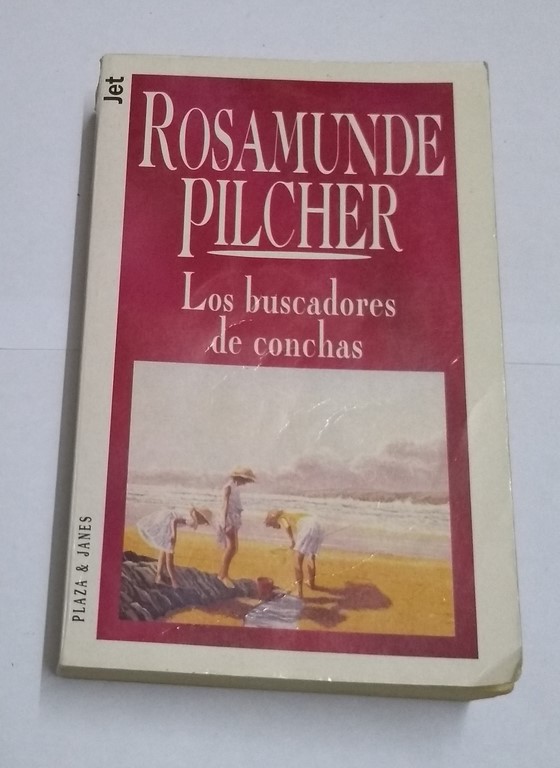 Jet
ROSAMUNDE
PILCHER
Los buscadores
de conchas
PLAZA & JANES